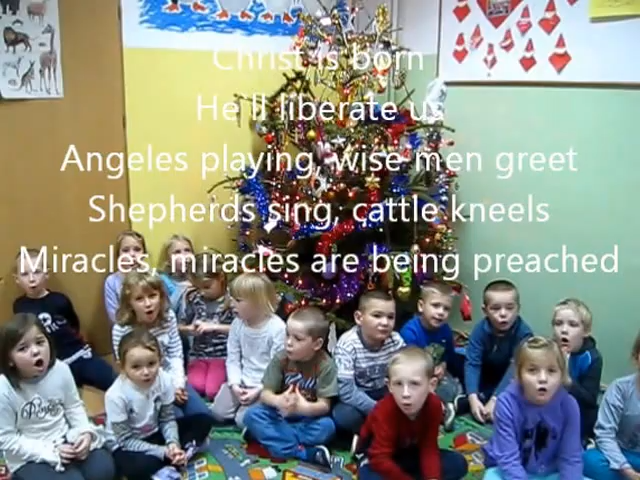 Christ is born
He'll liberate us
Angeles playing, wise men greet
Shepherds sing, cattle kneels
Miracles, miracles are being preached